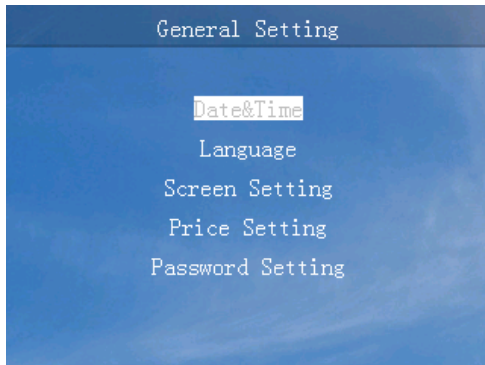 General Setting
Date&Time
Language
Screen Setting
Price Setting
Password Setting